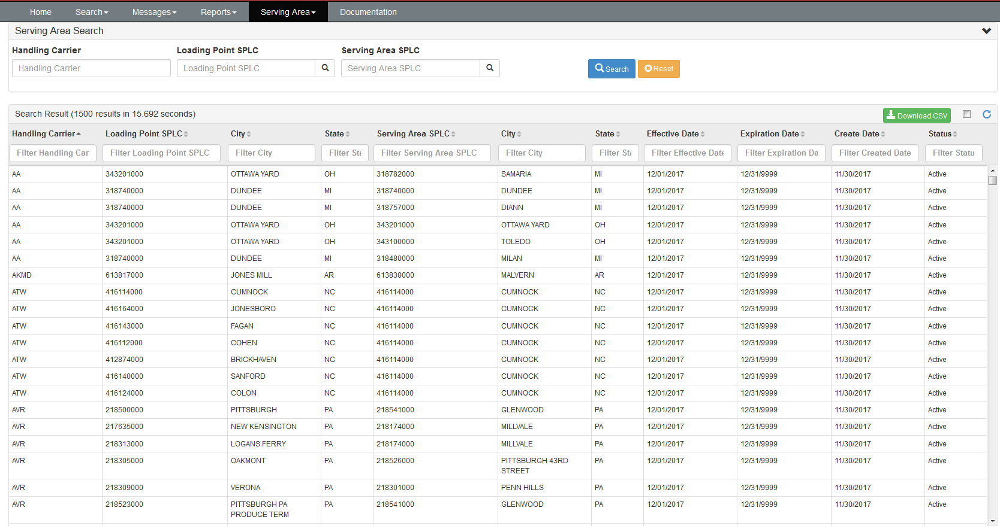 Home Search Messages Reports Serving Area Documentation
Serving Area Search
Handling Carrier Loading Point SPLC Serving Area SPLC
Handling Carrier Loading Point SPLC Serving Area SPLC Search Reset
Search Result (1500 results in 15.692 seconds) Download CSV
Handling Carrier Loading Point SPLC City State Serving Area SPLC City State Effective Date Expiration Date Create Date Status
Filter Handling Car Filter Loading Point SPLC Filter City Filter Sta Filter Serving Area SPLC Filter City Filter Sta Filter Effective Date Filter Expiration Da Filter Created Date Filter Statu
AA 343201000 OTTAWA YARD OH 318782000 SAMARIA MI 12/01/2017 12/31/9999 11/30/2017 Active
AA 318740000 DUNDEE MI 318740000 DUNDEE MI 12/01/2017 12/31/9999 11/30/2017 Active
AA 318740000 DUNDEE MI 318757000 DIANN MI 12/01/2017 12/31/9999 11/30/2017 Active
AA 343201000 OTTAWA YARD OH 343201000 OTTAWA YARD OH 12/01/2017 12/31/9999 11/30/2017 Active
AA 343201000 OTTAWA YARD OH 343100000 TOLEDO OH 12/01/2017 12/31/9999 11/30/2017 Active
AA 318740000 DUNDEE MI 318480000 MILAN MI 12/01/2017 12/31/9999 11/30/2017 Active
AKMD 613817000 JONES MILL AR 613830000 MALVERN AR 12/01/2017 12/31/9999 11/30/2017 Active
ATW 416114000 CUMNOCK NC 416114000 CUMNOCK NC 12/01/2017 12/31/9999 11/30/2017 Active
ATW 416164000 JONESBORO NC 416114000 CUMNOCK NC 12/01/2017 12/31/9999 11/30/2017 Active
ATW 416143000 FAGAN NC 416114000 CUMNOCK NC 12/01/2017 12/31/9999 11/30/2017 Active
ATW 416112000 COHEN NC 416114000 CUMNOCK NC 12/01/2017 12/31/9999 11/30/2017 Active
ATW 412874000 BRICKHAVEN NC 416114000 CUMNOCK NC 12/01/2017 12/31/9999 11/30/2017 Active
ATW 416140000 SANFORD NC 416114000 CUMNOCK NC 12/01/2017 12/31/9999 11/30/2017 Active
ATW 416124000 COLON NC 416114000 CUMNOCK NC 12/01/2017 12/31/9999 11/30/2017 Active
AVR 218500000 PITTSBURGH PA 218541000 GLENWOOD PA 12/01/2017 12/31/9999 11/30/2017 Active
AVR 217635000 NEW KENSINGTON PA 218174000 MILLVALE PA 12/01/2017 12/31/9999 11/30/2017 Active
AVR 218313000 LOGANS FERRY PA 218174000 MILLVALE PA 12/01/2017 12/31/9999 11/30/2017 Active
AVR 218305000 OAKMONT PA 218526000 PITTSBURGH 43RD PA 12/01/2017 12/31/9999 11/30/2017 Active
STREET
AVR 218309000 VERONA PA 218301000 PENN HILLS PA 12/01/2017 12/31/9999 11/30/2017 Active
AVR 218523000 PITTSBURGH PA PA 218541000 GLENWOOD PA 12/01/2017 12/31/9999 11/30/2017 Active
PRODUCE TERM